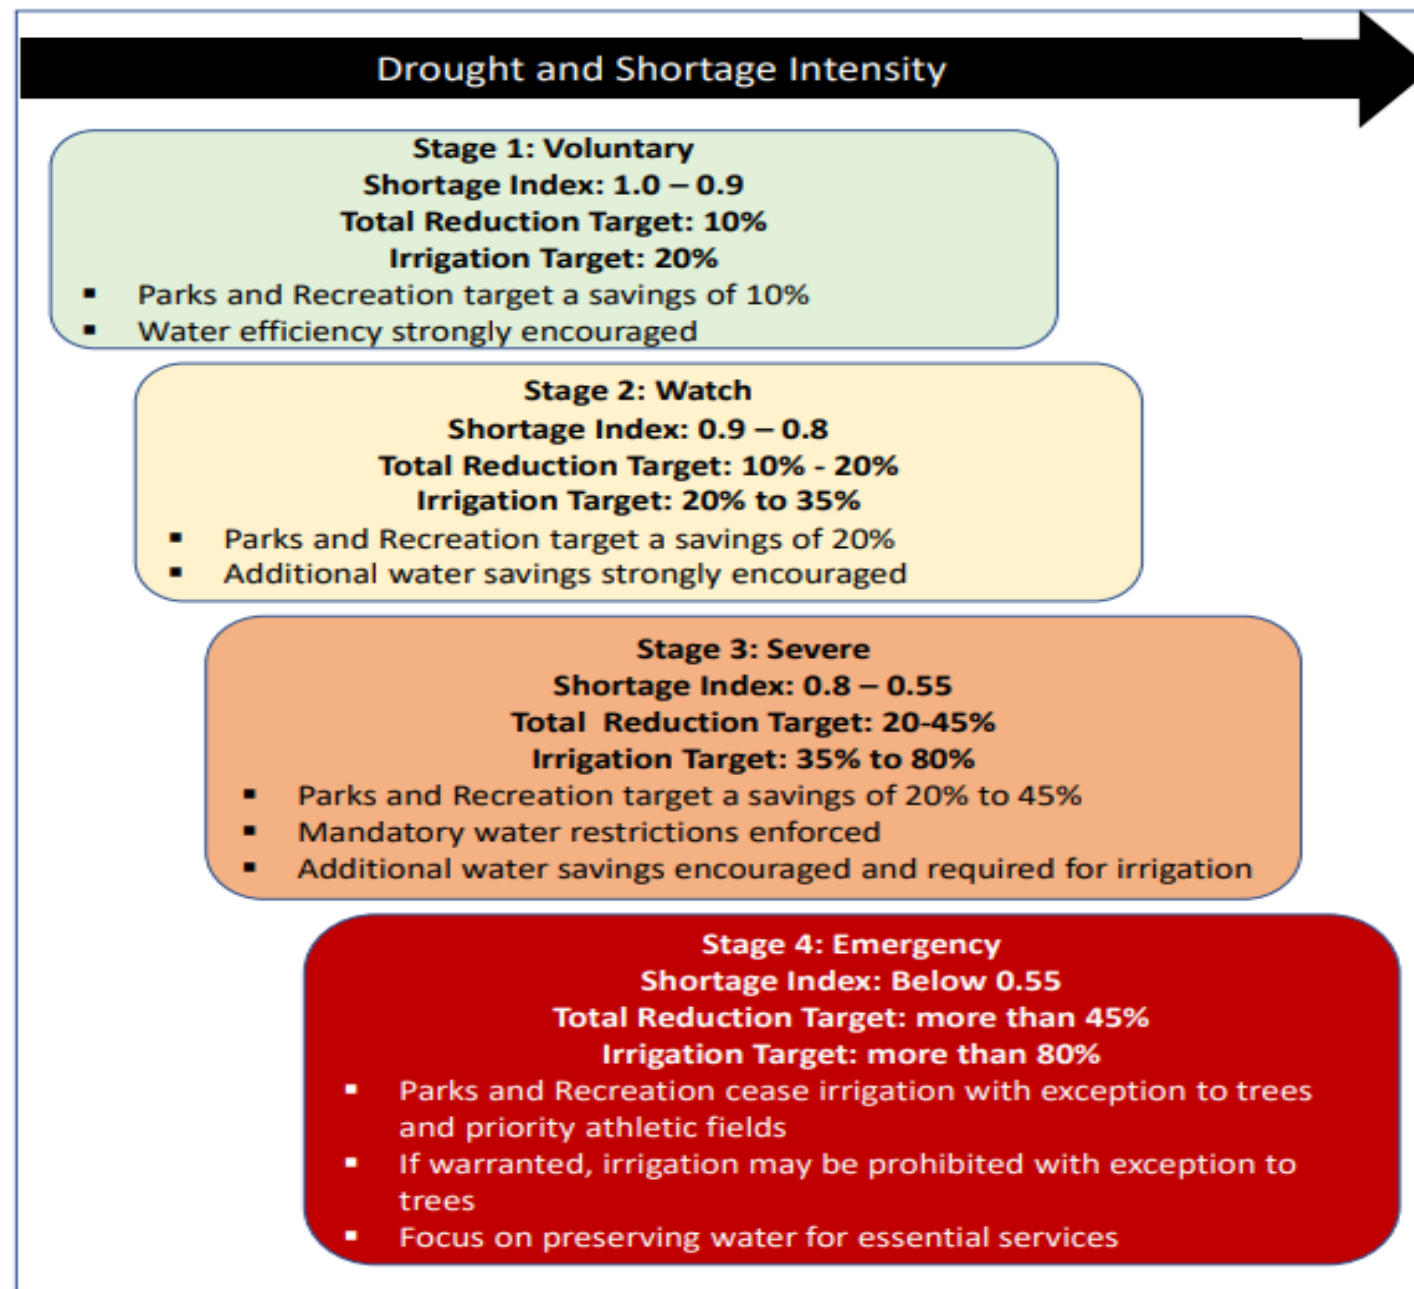 Drought and Shortage Intensity
Stage 1: Voluntary
Shortage Index: 1.0 – 0.9
Total Reduction Target: 10%
Irrigation Target: 20%
▪ Parks and Recreation target a savings of 10%
▪ Water efficiency strongly encouraged
Stage 2: Watch
Shortage Index: 0.9 – 0.8
Total Reduction Target: 10% - 20%
Irrigation Target: 20% to 35%
▪ Parks and Recreation target a savings of 20%
▪ Additional water savings strongly encouraged
Stage 3: Severe
Shortage Index: 0.8 – 0.55
Total Reduction Target: 20-45%
Irrigation Target: 35% to 80%
▪ Parks and Recreation target a savings of 20% to 45%
▪ Mandatory water restrictions enforced
▪ Additional water savings encouraged and required for irrigation
Stage 4: Emergency
Shortage Index: Below 0.55
Total Reduction Target: more than 45%
Irrigation Target: more than 80%
▪ Parks and Recreation cease irrigation with exception to trees
and priority athletic fields
▪ If warranted, irrigation may be prohibited with exception to
trees
▪ Focus on preserving water for essential services